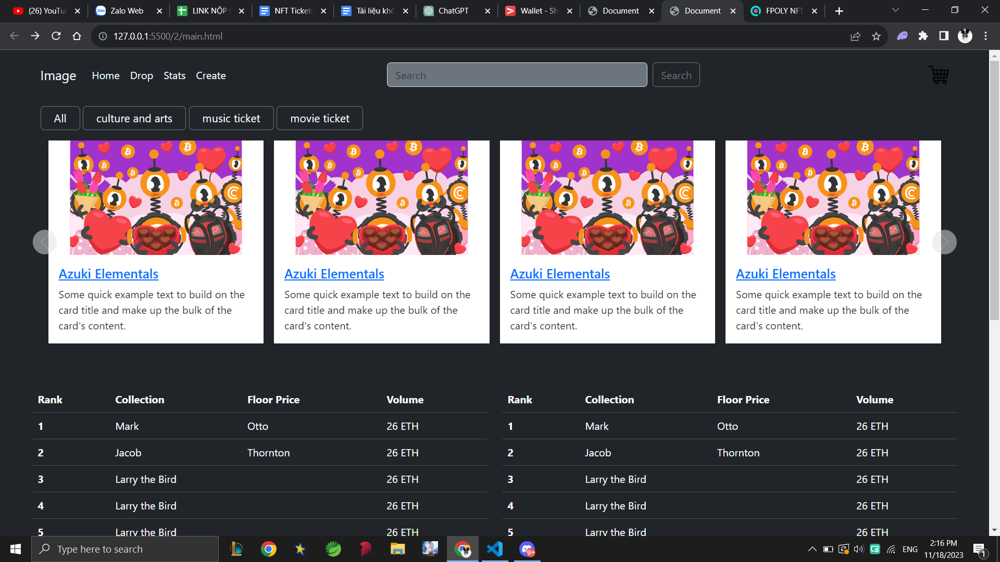 (26) YouTu Zalo Web LINK NỘP NFT Ticketi Tài liệu khô ChatGPT Wallet - Sh Document Document FPOLY NFT
127.0.0.1:5500/2/main.html
Image Home Drop Stats Create Search Search
All culture and arts music ticket movie ticket
Azuki Elementals Azuki Elementals Azuki Elementals Azuki Elementals
Some quick example text to build on the Some quick example text to build on the Some quick example text to build on the Some quick example text to build on the
card title and make up the bulk of the card title and make up the bulk of the card title and make up the bulk of the card title and make up the bulk of the
card's content. card's content. card's content. card's content.
Rank Collection Floor Price Volume Rank Collection Floor Price Volume
1 Mark Otto 26 ETH 1 Mark Otto 26 ETH
2 Jacob Thornton 26 ETH 2 Jacob Thornton 26 ETH
3 Larry the Bird 26 ETH 3 Larry the Bird 26 ETH
4 Larry the Bird 26 ETH 4 Larry the Bird 26 ETH
5 Larry the Bird 26 ETH 5 Larry the Bird 26 ETH
Type here to search 9+ ENG 2:16 PM
11/18/2023 1